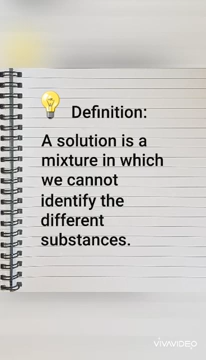 Definition:
A solution is a
mixture in which
we cannot
identify the
different
substances.
VIVAVIDEO